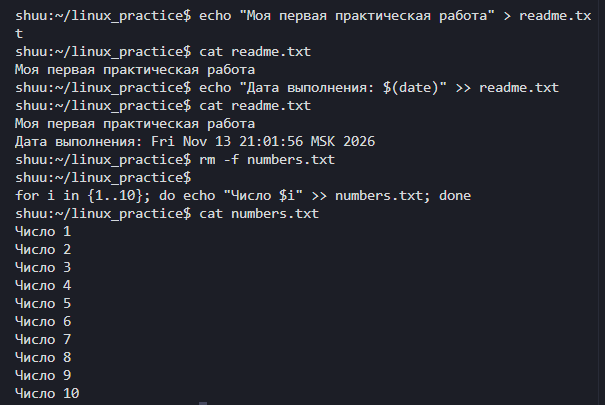 shuu:~/linux_practice$ echo "Моя первая практическая работа" > readme.tx
t
shuu:~/linux_practice$ cat readme.txt
Моя первая практическая работа
shuu:~/linux_practice$ echo "Дата выполнения: $(date)" >> readme.txt
shuu:~/linux_practice$ cat readme.txt
Моя первая практическая работа
Дата выполнения: Fri Nov 13 21:01:56 MSK 2026
shuu:~/linux_practice$ rm -f numbers.txt
shuu:~/linux_practice$
for i in {1..10}; do echo "Число $i" >> numbers.txt; done
shuu:~/linux_practice$ cat numbers.txt
Число 1
Число 2
Число 3
Число 4
Число 5
Число 6
Число 7
Число 8
Число 9
Число 10